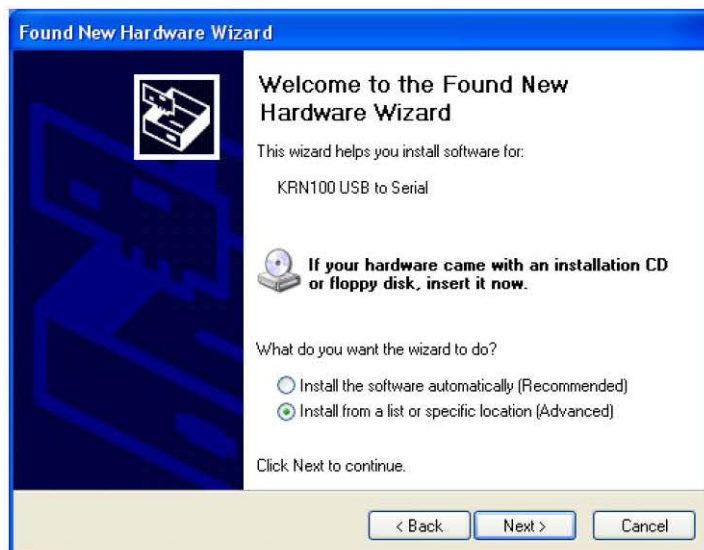 Found New Hardware Wizard
Welcome to the Found New
Hardware Wizard
This wizard helps you install software for:
KRN100 USB to Serial
If your hardware came with an installation CD
or floppy disk, insert it now.
What do you want the wizard to do?
Install the software automatically (Recommended)
Install from a list or specific location (Advanced)
Click Next to continue.
< Back
Next >
Cancel